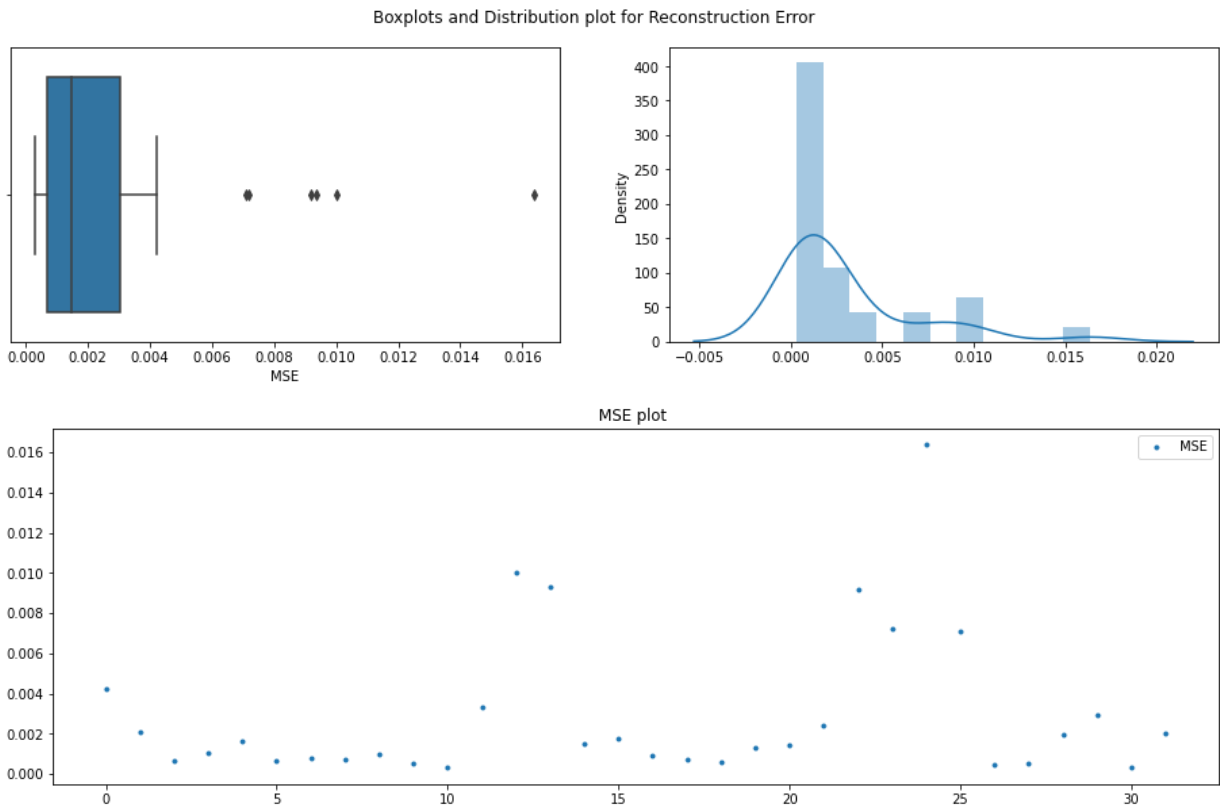 Boxplots and Distribution plot for Reconstruction Error
0.000 0.002 0.004 0.006 0.008 0.010 0.012 0.014 0.016
MSE
400
350
300
250
200
150
100
50
0
Density
−0.005 0.000 0.005 0.010 0.015 0.020
MSE plot
MSE
0.016
0.014
0.012
0.010
0.008
0.006
0.004
0.002
0.000
0 5 10 15 20 25 30